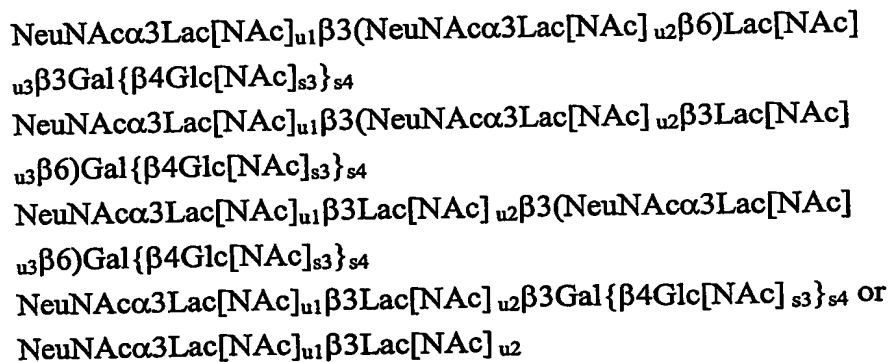 NeuNAcα3Lac[NAc]u1β3(NeuNAcα3Lac[NAc] u2β6)Lac[NAc]
u3β3Gal{β4Glc[NAc]s3}s4
NeuNAcα3Lac[NAc]u1β3(NeuNAcα3Lac[NAc] u2β3Lac[NAc]
u3β6)Gal{β4Glc[NAc]s3}s4
NeuNAcα3Lac[NAc]u1β3Lac[NAc] u2β3(NeuNAcα3Lac[NAc]
u3β6)Gal{β4Glc[NAc]s3}s4
NeuNAcα3Lac[NAc]u1β3Lac[NAc] u2β3Gal{β4Glc[NAc] s3}s4 or
NeuNAcα3Lac[NAc]u1β3Lac[NAc] u2